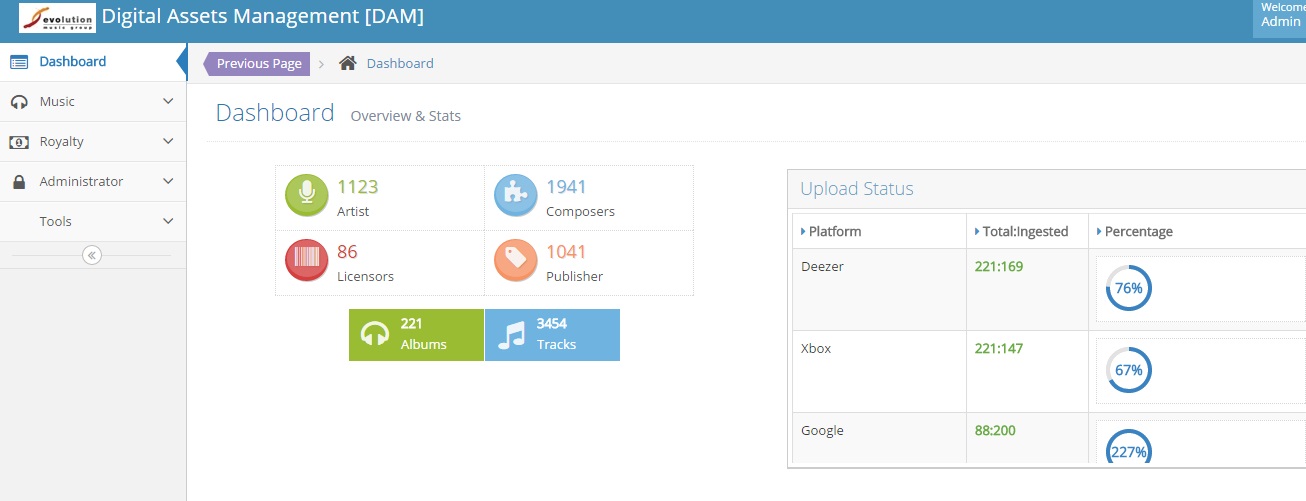 evolution
music group
Digital Assets Management [DAM]
Welcome
Admin
Dashboard
Previous Page
Dashboard
Music
Royalty
Administrator
Tools
Dashboard Overview & Stats
1123
Artist
1941
Composers
86
Licensors
1041
Publisher
221
Albums
3454
Tracks
Upload Status
Platform Total:Ingested Percentage
Deezer 221:169 76%
Xbox 221:147 67%
Google 88:200 227%